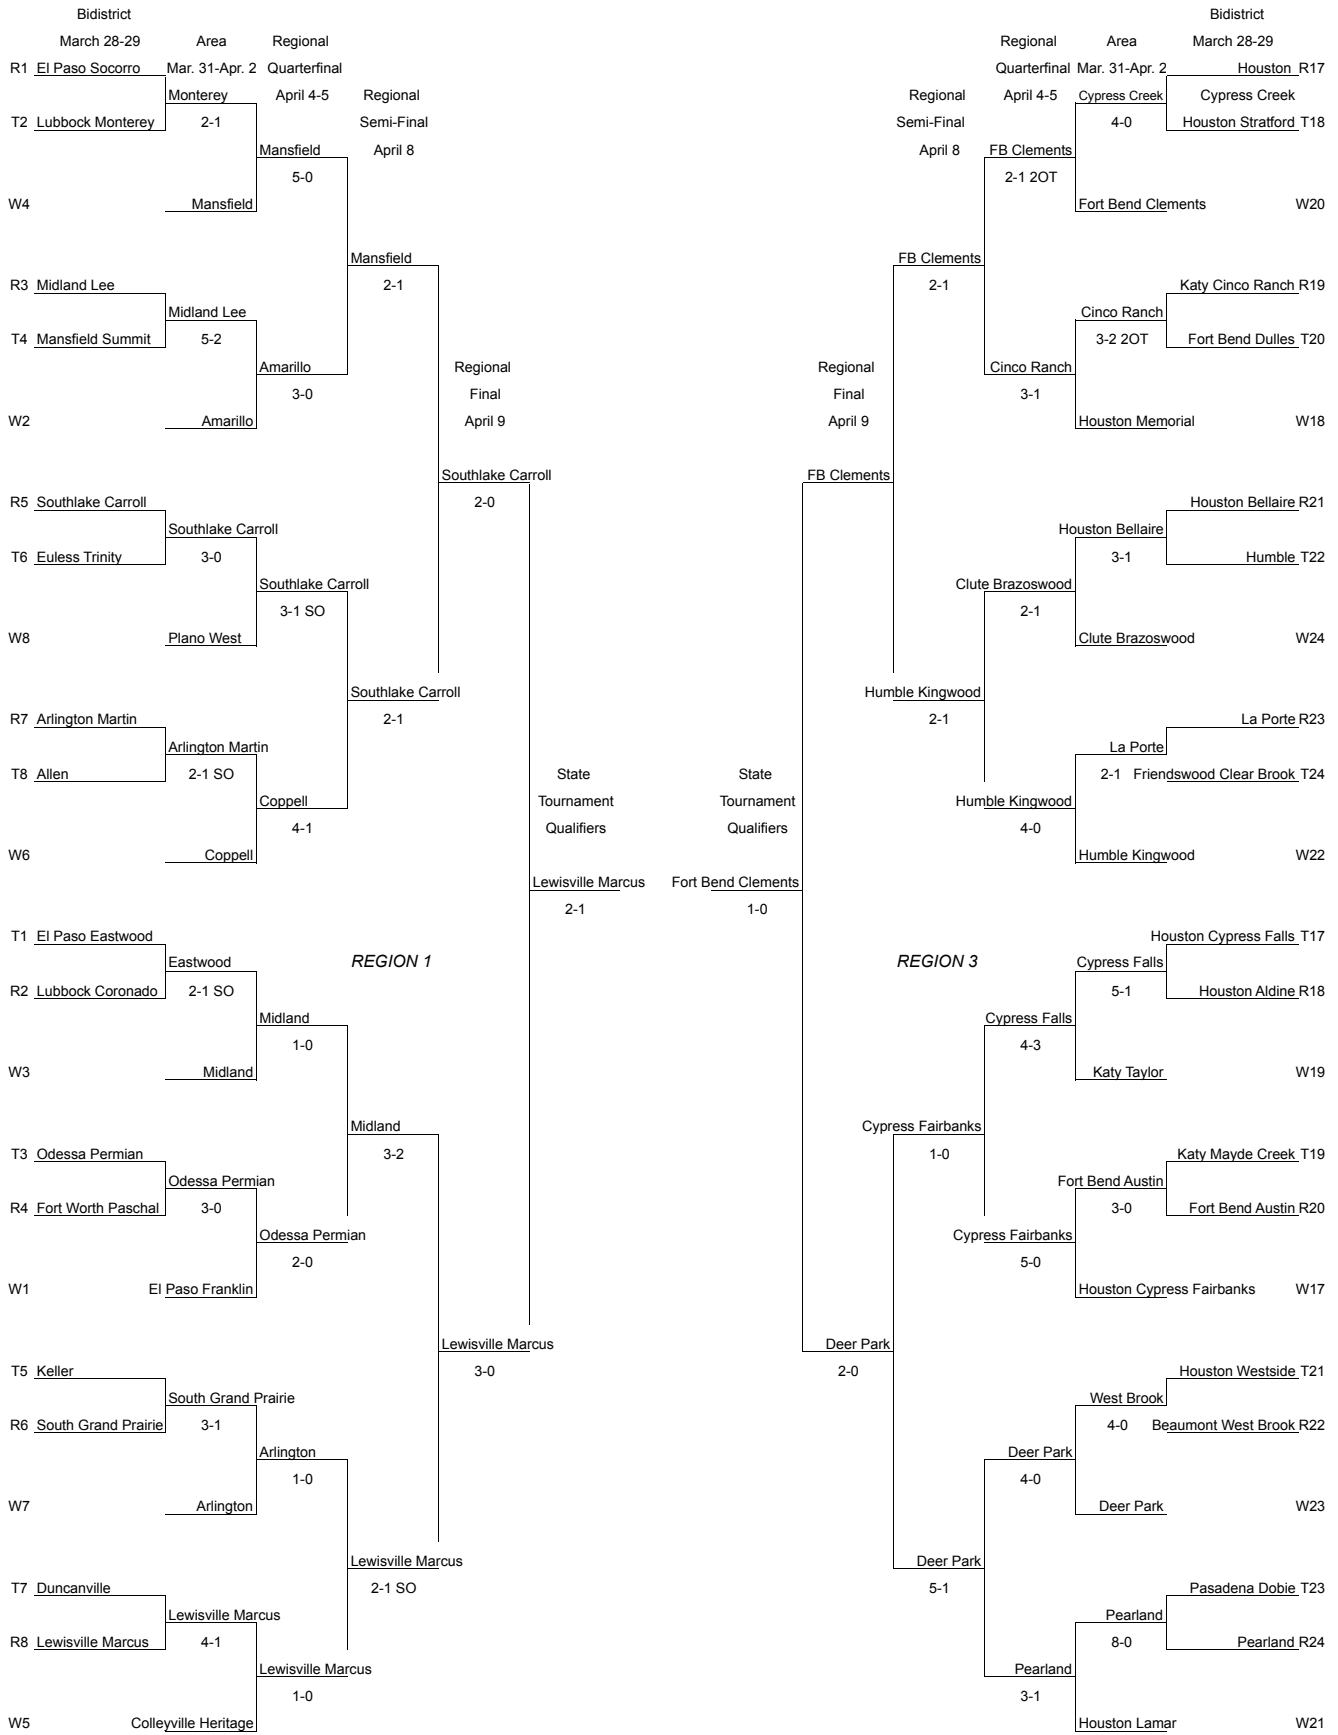 Bidistrict Bidistrict
March 28-29 Area Regional Regional Area March 28-29
R1 El Paso Socorro Mar. 31-Apr. 2 Quarterfinal Quarterfinal Mar. 31-Apr. 2 Houston R17
Monterey April 4-5 Regional Regional April 4-5 Cypress Creek Cypress Creek
T2 Lubbock Monterey 2-1 Semi-Final Semi-Final 4-0 Houston Stratford T18
Mansfield April 8 April 8 FB Clements
5-0 2-1 2OT
W4 Mansfield Fort Bend Clements W20
Mansfield FB Clements
R3 Midland Lee 2-1 2-1 Katy Cinco Ranch R19
Midland Lee Cinco Ranch
T4 Mansfield Summit 5-2 3-2 2OT Fort Bend Dulles T20
Amarillo Regional Regional Cinco Ranch
3-0 Final Final 3-1
W2 Amarillo April 9 April 9 Houston Memorial W18
Southlake Carroll FB Clements
R5 Southlake Carroll 2-0 Houston Bellaire R21
Southlake Carroll Houston Bellaire
T6 Euless Trinity 3-0 3-1 Humble T22
Southlake Carroll Clute Brazoswood
3-1 SO 2-1
W8 Plano West Clute Brazoswood W24
Southlake Carroll Humble Kingwood
R7 Arlington Martin 2-1 2-1 La Porte R23
Arlington Martin La Porte
T8 Allen 2-1 SO State State 2-1 Friendswood Clear Brook T24
Coppell Tournament Tournament Humble Kingwood
4-1 Qualifiers Qualifiers 4-0
W6 Coppell Humble Kingwood W22
Lewisville Marcus Fort Bend Clements
2-1 1-0
T1 El Paso Eastwood Houston Cypress Falls T17
Eastwood REGION 1 REGION 3 Cypress Falls
R2 Lubbock Coronado 2-1 SO 5-1 Houston Aldine R18
Midland Cypress Falls
1-0 4-3
W3 Midland Katy Taylor W19
Midland Cypress Fairbanks
T3 Odessa Permian 3-2 1-0 Katy Mayde Creek T19
Odessa Permian Fort Bend Austin
R4 Fort Worth Paschal 3-0 3-0 Fort Bend Austin R20
Odessa Permian Cypress Fairbanks
2-0 5-0
W1 El Paso Franklin Houston Cypress Fairbanks W17
Lewisville Marcus Deer Park
T5 Keller 3-0 2-0 Houston Westside T21
South Grand Prairie West Brook
R6 South Grand Prairie 3-1 4-0 Beaumont West Brook R22
Arlington Deer Park
1-0 4-0
W7 Arlington Deer Park W23
Lewisville Marcus Deer Park
T7 Duncanville 2-1 SO 5-1 Pasadena Dobie T23
Lewisville Marcus Pearland
R8 Lewisville Marcus 4-1 8-0 Pearland R24
Lewisville Marcus Pearland
1-0 3-1
W5 Colleyville Heritage Houston Lamar W21